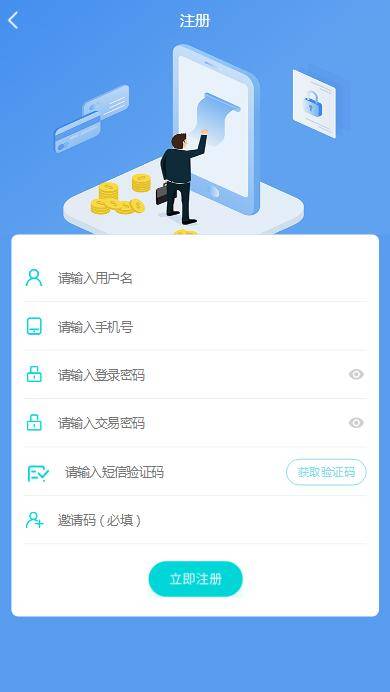 注册
请输入用户名
请输入手机号
请输入登录密码
请输入交易密码
请输入短信验证码
获取验证码
邀请码 ( 必填 )
立即注册